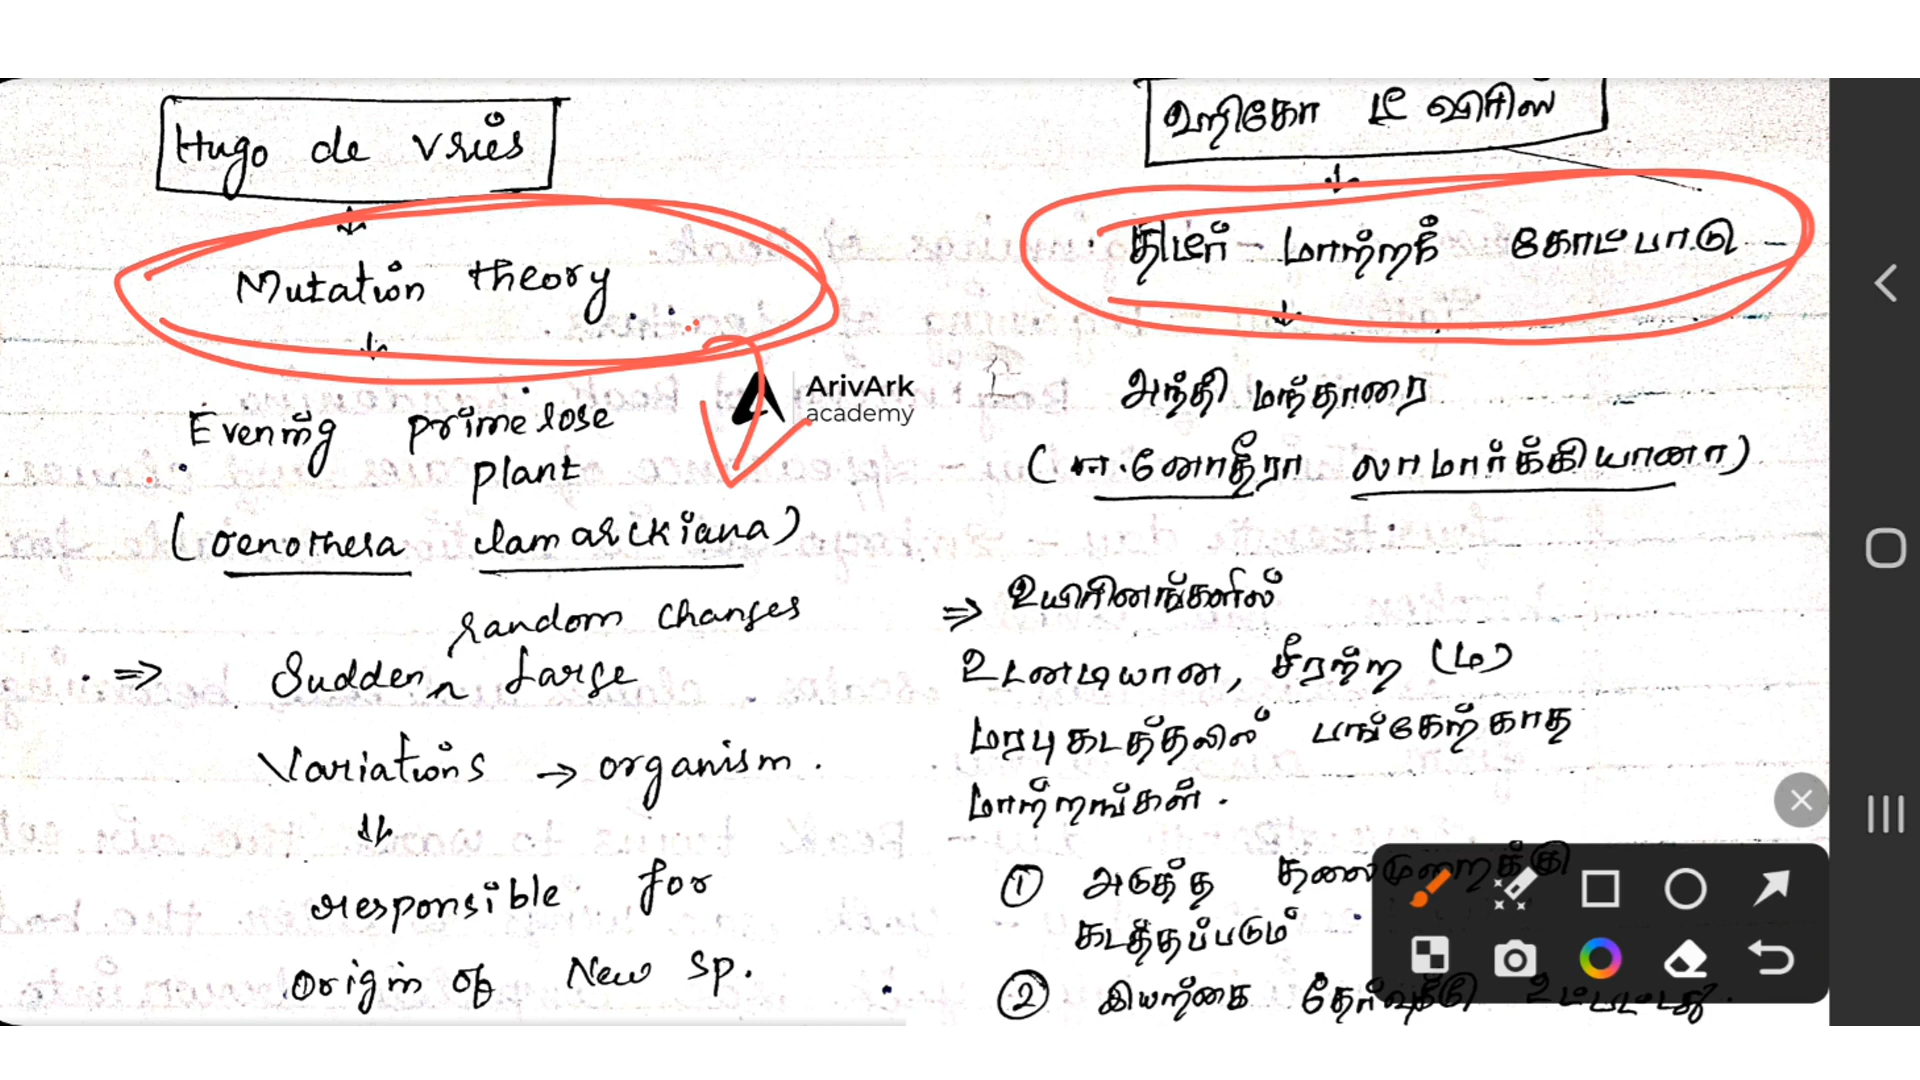 Hugo de Vries
Mutation theory
Evening primelose
plant
(oenothera lamarckiana)
random changes
Sudden ^ large
Variations → organism.
responsible for
origin of New sp.
ArivArk
academy
ஹிகோ டீ விரிஸ்
திடீர் மாற்றக் கோட்பாடு
அந்தி மந்தாரை
லாமார்க்கியானா)
⇒ உயிரினங்களில்
உடனடியான, சீரற்ற (ம)
மரபுகடத்தலில் பங்கேற்காத
மாற்றங்கள்.
① அடுத்த தலைமுறைக்கு
கடத்தப்படும்
② இயற்கை தேர்வுக்கு உட்பட்டது.